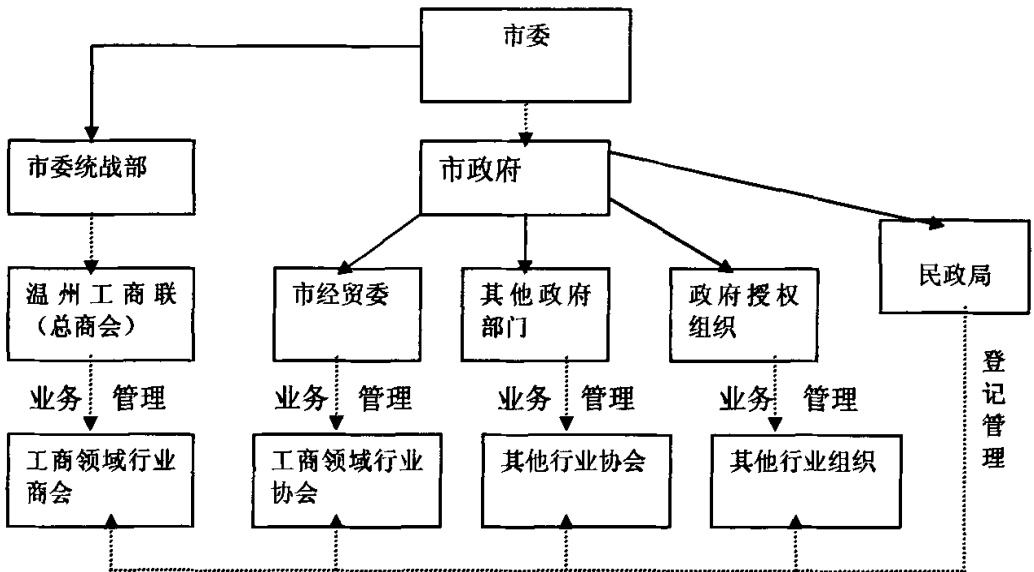 市委
市委统战部
市政府
民政局
温州工商联
（总商会）
市经贸委
其他政府
部门
政府授权
组织
业务 管理
业务 管理
业务 管理
业务 管理
登记管理
工商领域行业
商会
工商领域行业
协会
其他行业协会
其他行业组织